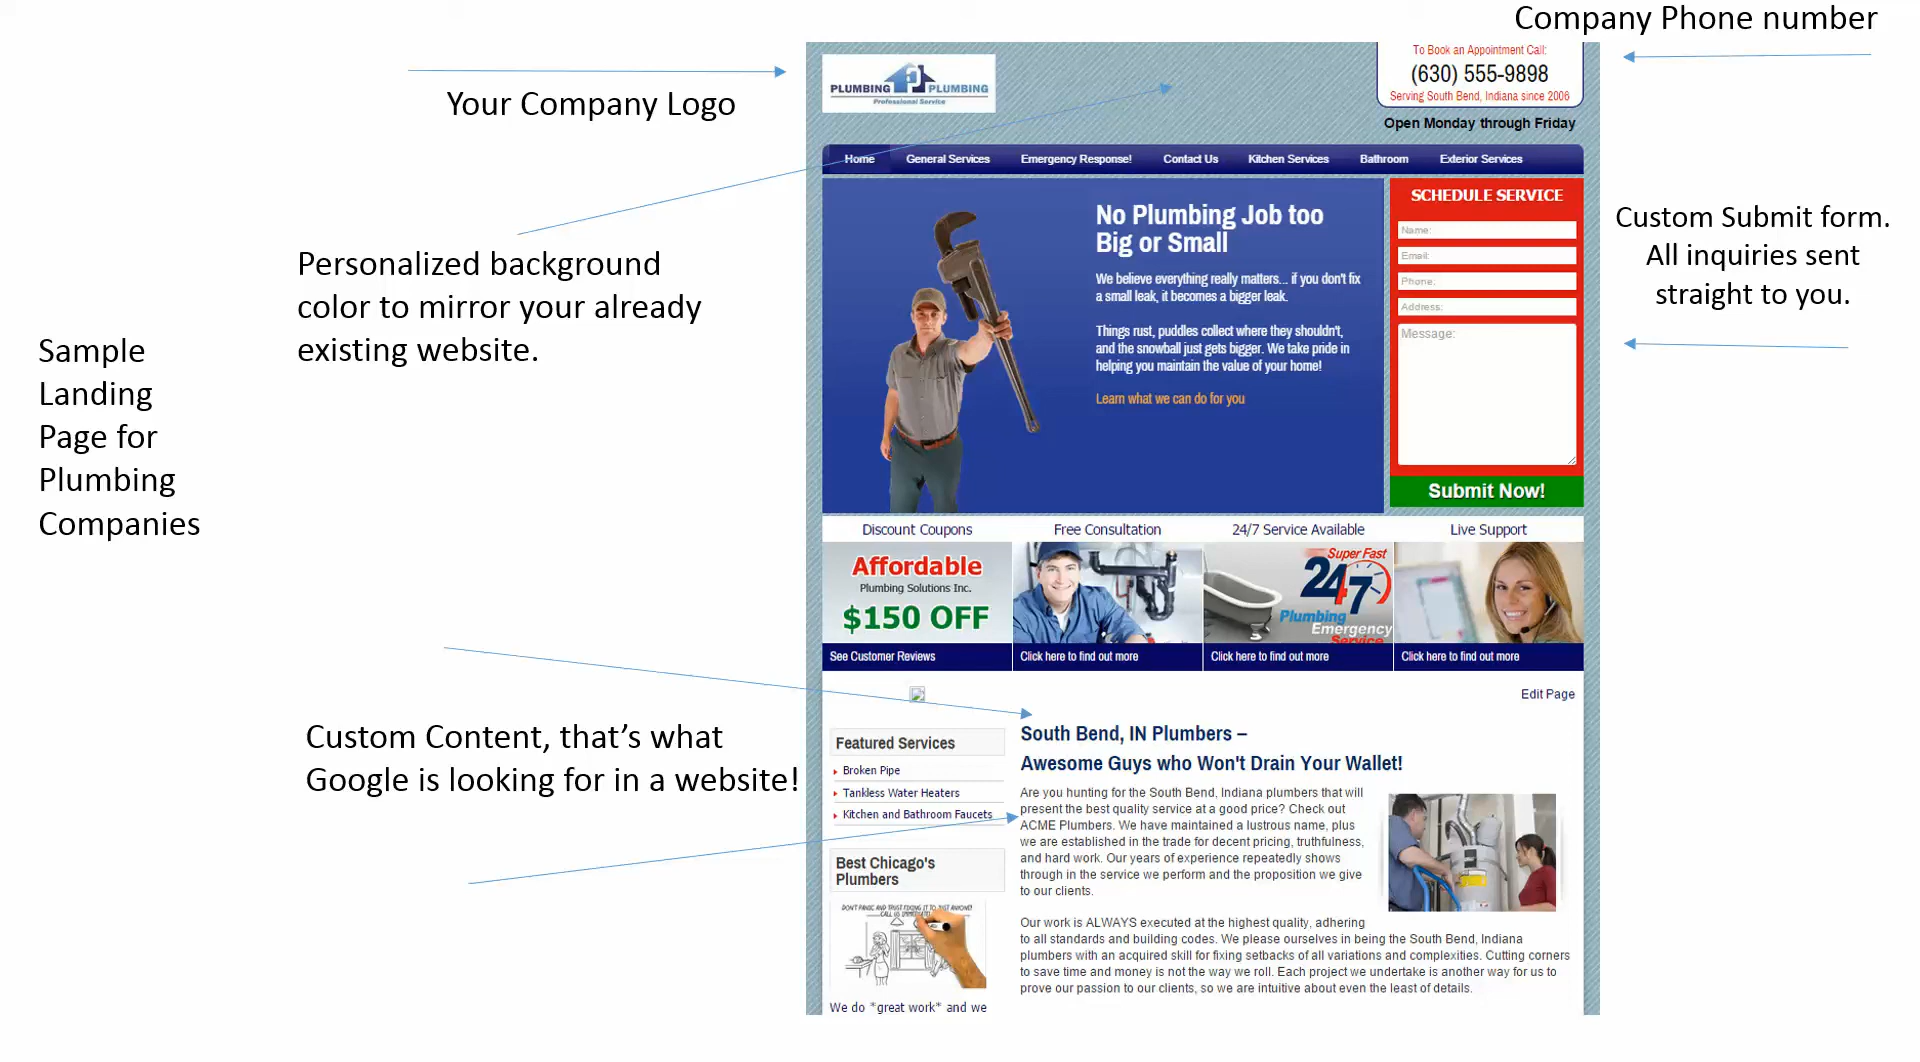 Company Phone number
Your Company Logo
Personalized background
color to mirror your already
existing website.
Sample
Landing
Page for
Plumbing
Companies
Custom Submit form.
All inquiries sent
straight to you.
Custom Content, that's what
Google is looking for in a website!
PLUMBING PLUMBING
Professional Service
To Book an Appointment Call:
(630) 555-9898
Serving South Bend, Indiana since 2006
Open Monday through Friday
Home General Services Emergency Response! Contact Us Kitchen Services Bathroom Exterior Services
No Plumbing Job too
Big or Small
We believe everything really matters... if you don't fix
a small leak, it becomes a bigger leak.
Things rust, puddles collect where they shouldn't,
and the snowball just gets bigger. We take pride in
helping you maintain the value of your home!
Learn what we can do for you
SCHEDULE SERVICE
Name:
Email:
Phone:
Address:
Message:
Submit Now!
Discount Coupons Free Consultation 24/7 Service Available Live Support
Affordable
Plumbing Solutions Inc.
$150 OFF
Super Fast
24 7
Plumbing
Emergency
Service
See Customer Reviews Click here to find out more Click here to find out more Click here to find out more
Edit Page
Featured Services
Broken Pipe
Tankless Water Heaters
Kitchen and Bathroom Faucets
Best Chicago's
Plumbers
DON'T PANIC AND TRUST FIXING IT TO JUST ANYONE!
CALL US
We do *great work* and we
South Bend, IN Plumbers –
Awesome Guys who Won't Drain Your Wallet!
Are you hunting for the South Bend, Indiana plumbers that will
present the best quality service at a good price? Check out
ACME Plumbers. We have maintained a lustrous name, plus
we are established in the trade for decent pricing, truthfulness,
and hard work. Our years of experience repeatedly shows
through in the service we perform and the proposition we give
to our clients.
Our work is ALWAYS executed at the highest quality, adhering
to all standards and building codes. We please ourselves in being the South Bend, Indiana
plumbers with an acquired skill for fixing setbacks of all variations and complexities. Cutting corners
to save time and money is not the way we roll. Each project we undertake is another way for us to
prove our passion to our clients, so we are intuitive about even the least of details.